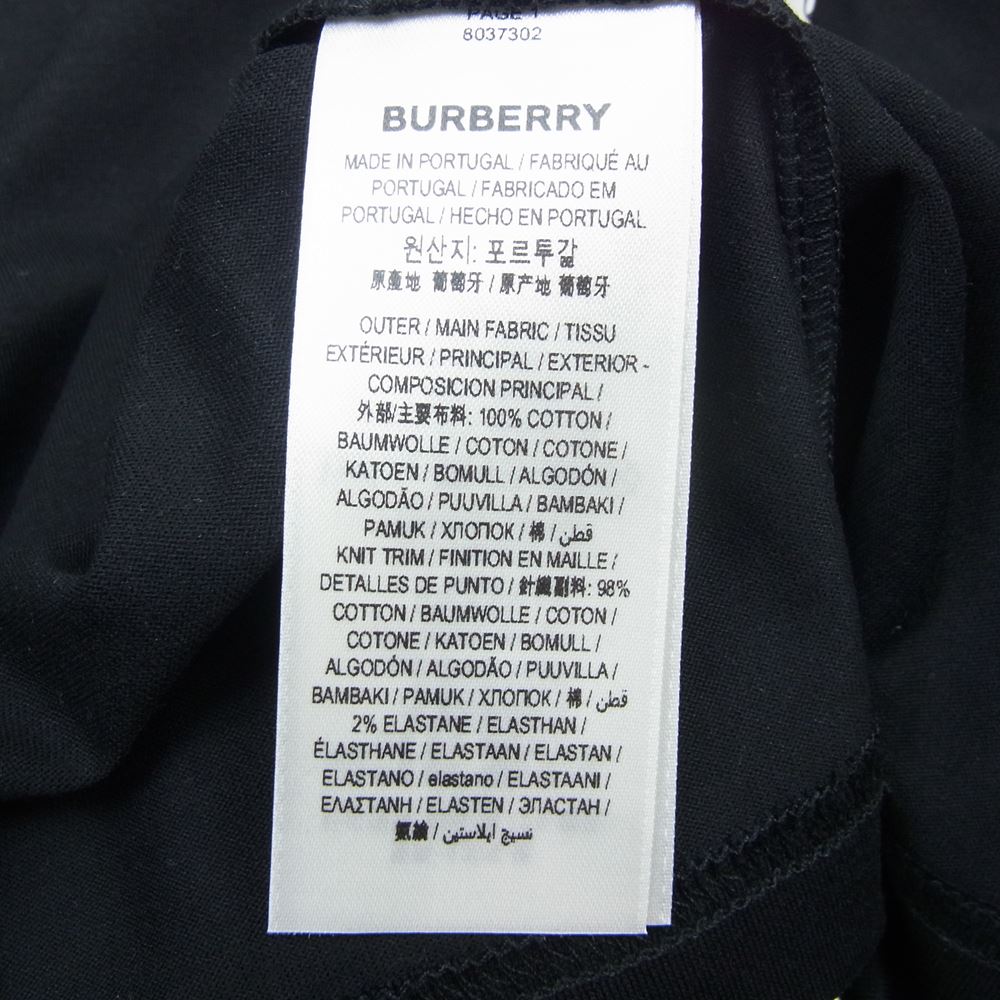 PAGE 1
8037302
BURBERRY
MADE IN PORTUGAL / FABRIQUÉ AU
PORTUGAL / FABRICADO EM
PORTUGAL / HECHO EN PORTUGAL
원산지: 포르투갈
原產地 葡萄牙 / 原产地 葡萄牙
OUTER / MAIN FABRIC / TISSU
EXTÉRIEUR / PRINCIPAL / EXTERIOR -
COMPOSICION PRINCIPAL /
外部/主要布料: 100% COTTON /
BAUMWOLLE / COTON / COTONE /
KATOEN / BOMULL / ALGODÓN /
ALGODÃO / PUUVILLA / BAMBAKI /
PAMUK / ХЛОПОК / 棉 / قطن
KNIT TRIM / FINITION EN MAILLE /
DETALLES DE PUNTO / 針織副料: 98%
COTTON / BAUMWOLLE / COTON /
COTONE / KATOEN / BOMULL /
ALGODÓN / ALGODÃO / PUUVILLA /
BAMBAKI / PAMUK / ХЛОПОК / 棉 / قطن
2% ELASTANE / ELASTHAN /
ÉLASTHANE / ELASTAAN / ELASTAN /
ELASTANO / elastano / ELASTAANI /
ΕΛΑΣΤΑΝΗ / ELASTEN / ЭЛАСТАН /
氨綸 / نسيج ايلاستين